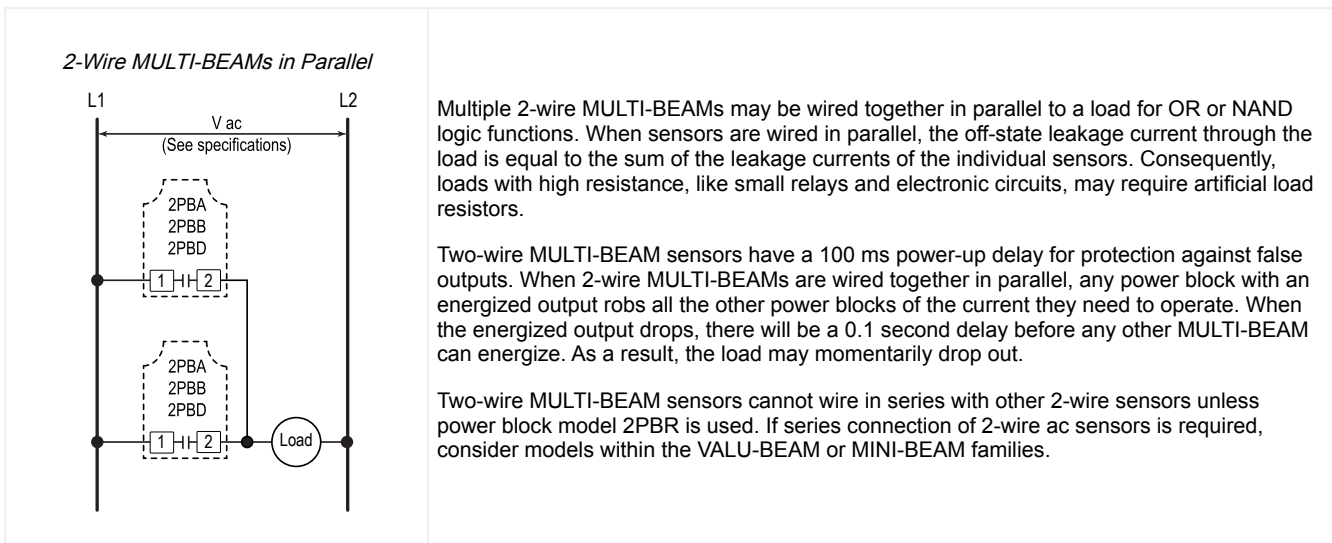 2-Wire MULTI-BEAMs in Parallel
L1
L2
V ac
(See specifications)
2PBA
2PBB
2PBD
1 2
2PBA
2PBB
2PBD
1 2
Load
Multiple 2-wire MULTI-BEAMs may be wired together in parallel to a load for OR or NAND
logic functions. When sensors are wired in parallel, the off-state leakage current through the
load is equal to the sum of the leakage currents of the individual sensors. Consequently,
loads with high resistance, like small relays and electronic circuits, may require artificial load
resistors.
Two-wire MULTI-BEAM sensors have a 100 ms power-up delay for protection against false
outputs. When 2-wire MULTI-BEAMs are wired together in parallel, any power block with an
energized output robs all the other power blocks of the current they need to operate. When
the energized output drops, there will be a 0.1 second delay before any other MULTI-BEAM
can energize. As a result, the load may momentarily drop out.
Two-wire MULTI-BEAM sensors cannot wire in series with other 2-wire sensors unless
power block model 2PBR is used. If series connection of 2-wire ac sensors is required,
consider models within the VALU-BEAM or MINI-BEAM families.